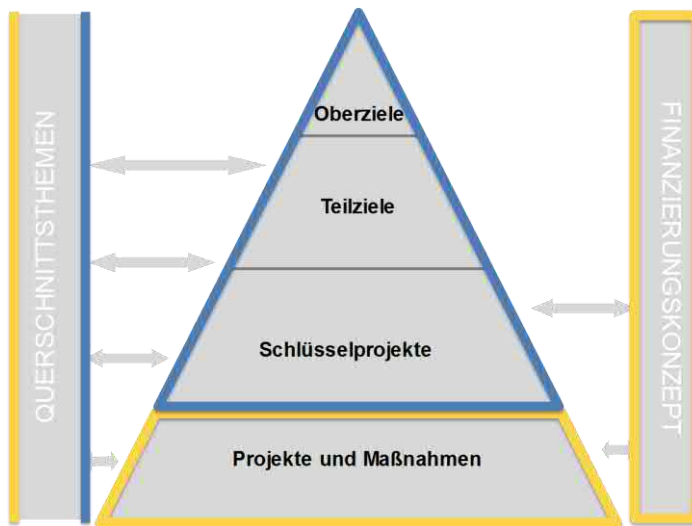 QUERSCHNITTSTHEMEN
Oberziele
Teilziele
Schlüsselprojekte
Projekte und Maßnahmen
FINANZIERUNGSKONZEPT